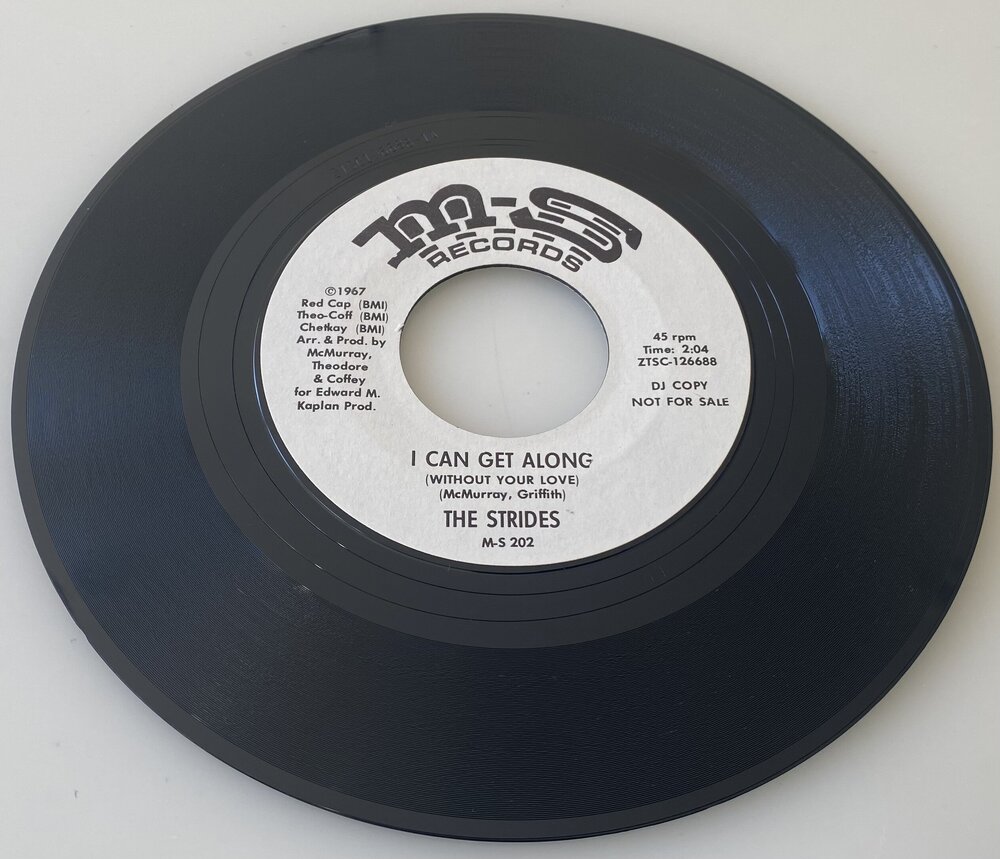 M-S
RECORDS
©1967
Red Cap (BMI)
Theo-Coff (BMI)
Chetkay (BMI)
Arr. & Prod. by
McMurray,
Theodore
& Coffey
for Edward M.
Kaplan Prod.
45 rpm
Time: 2:04
ZTSC-126688
DJ COPY
NOT FOR SALE
I CAN GET ALONG
(WITHOUT YOUR LOVE)
(McMurray, Griffith)
THE STRIDES
M-S 202